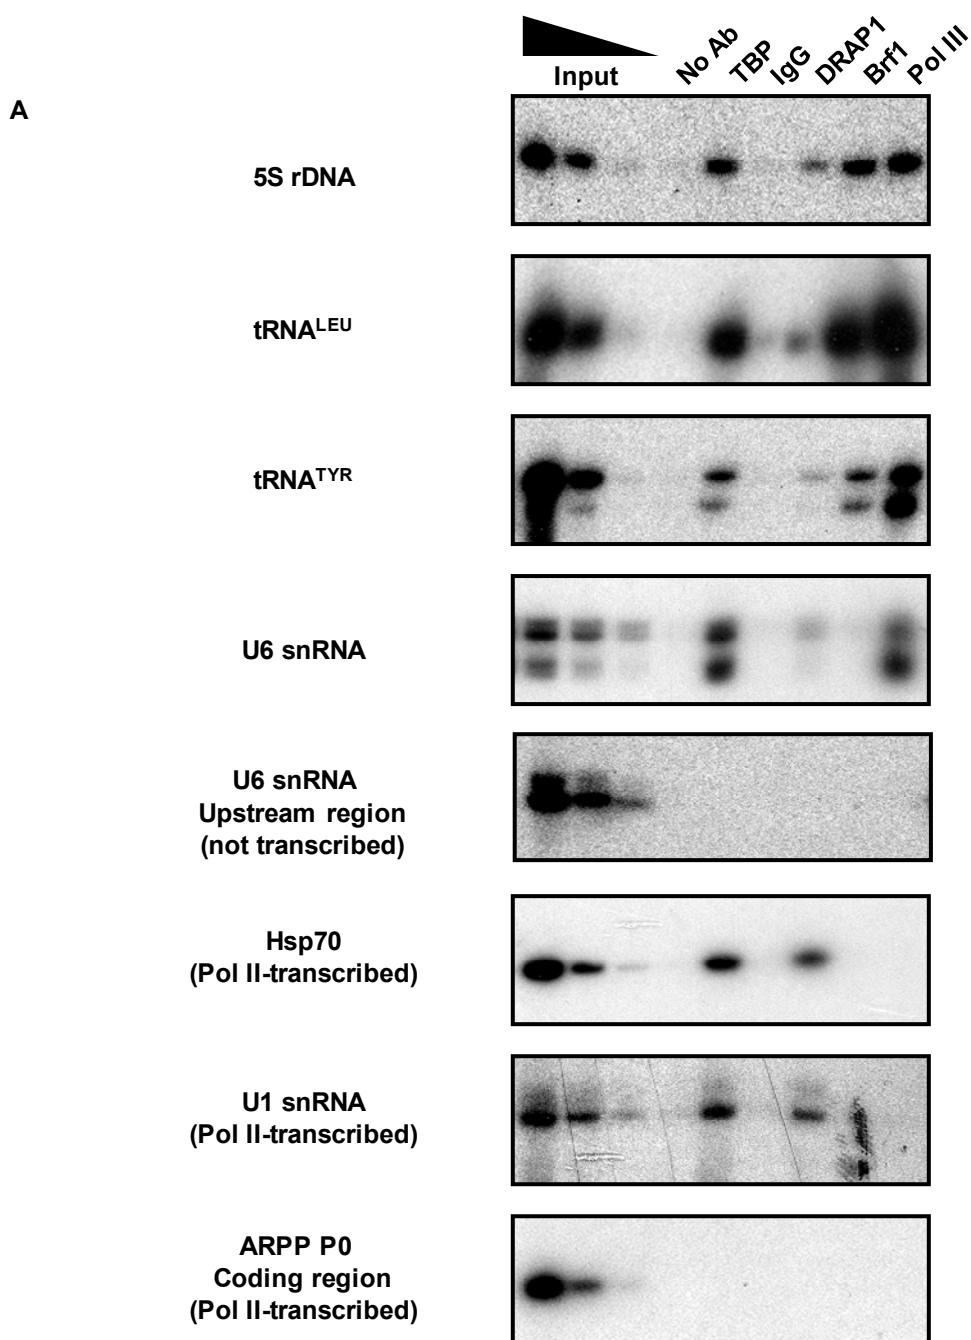 No Ab
TBP
IgG
DRAP1
Brf1
Pol III
Input
A
5S rDNA
tRNALEU
tRNATYR
U6 snRNA
U6 snRNA
Upstream region
(not transcribed)
Hsp70
(Pol II-transcribed)
U1 snRNA
(Pol II-transcribed)
ARPP P0
Coding region
(Pol II-transcribed)